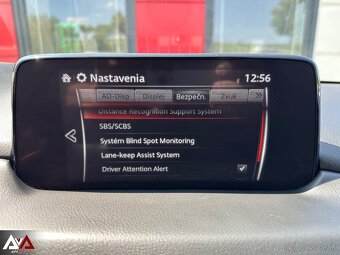 Nastavenia
12:56
AD-Disp
Displej
Bezpečn.
Zvuk
Distance Recognition Support System
SBS/SCBS
Systém Blind Spot Monitoring
Lane-keep Assist System
Driver Attention Alert